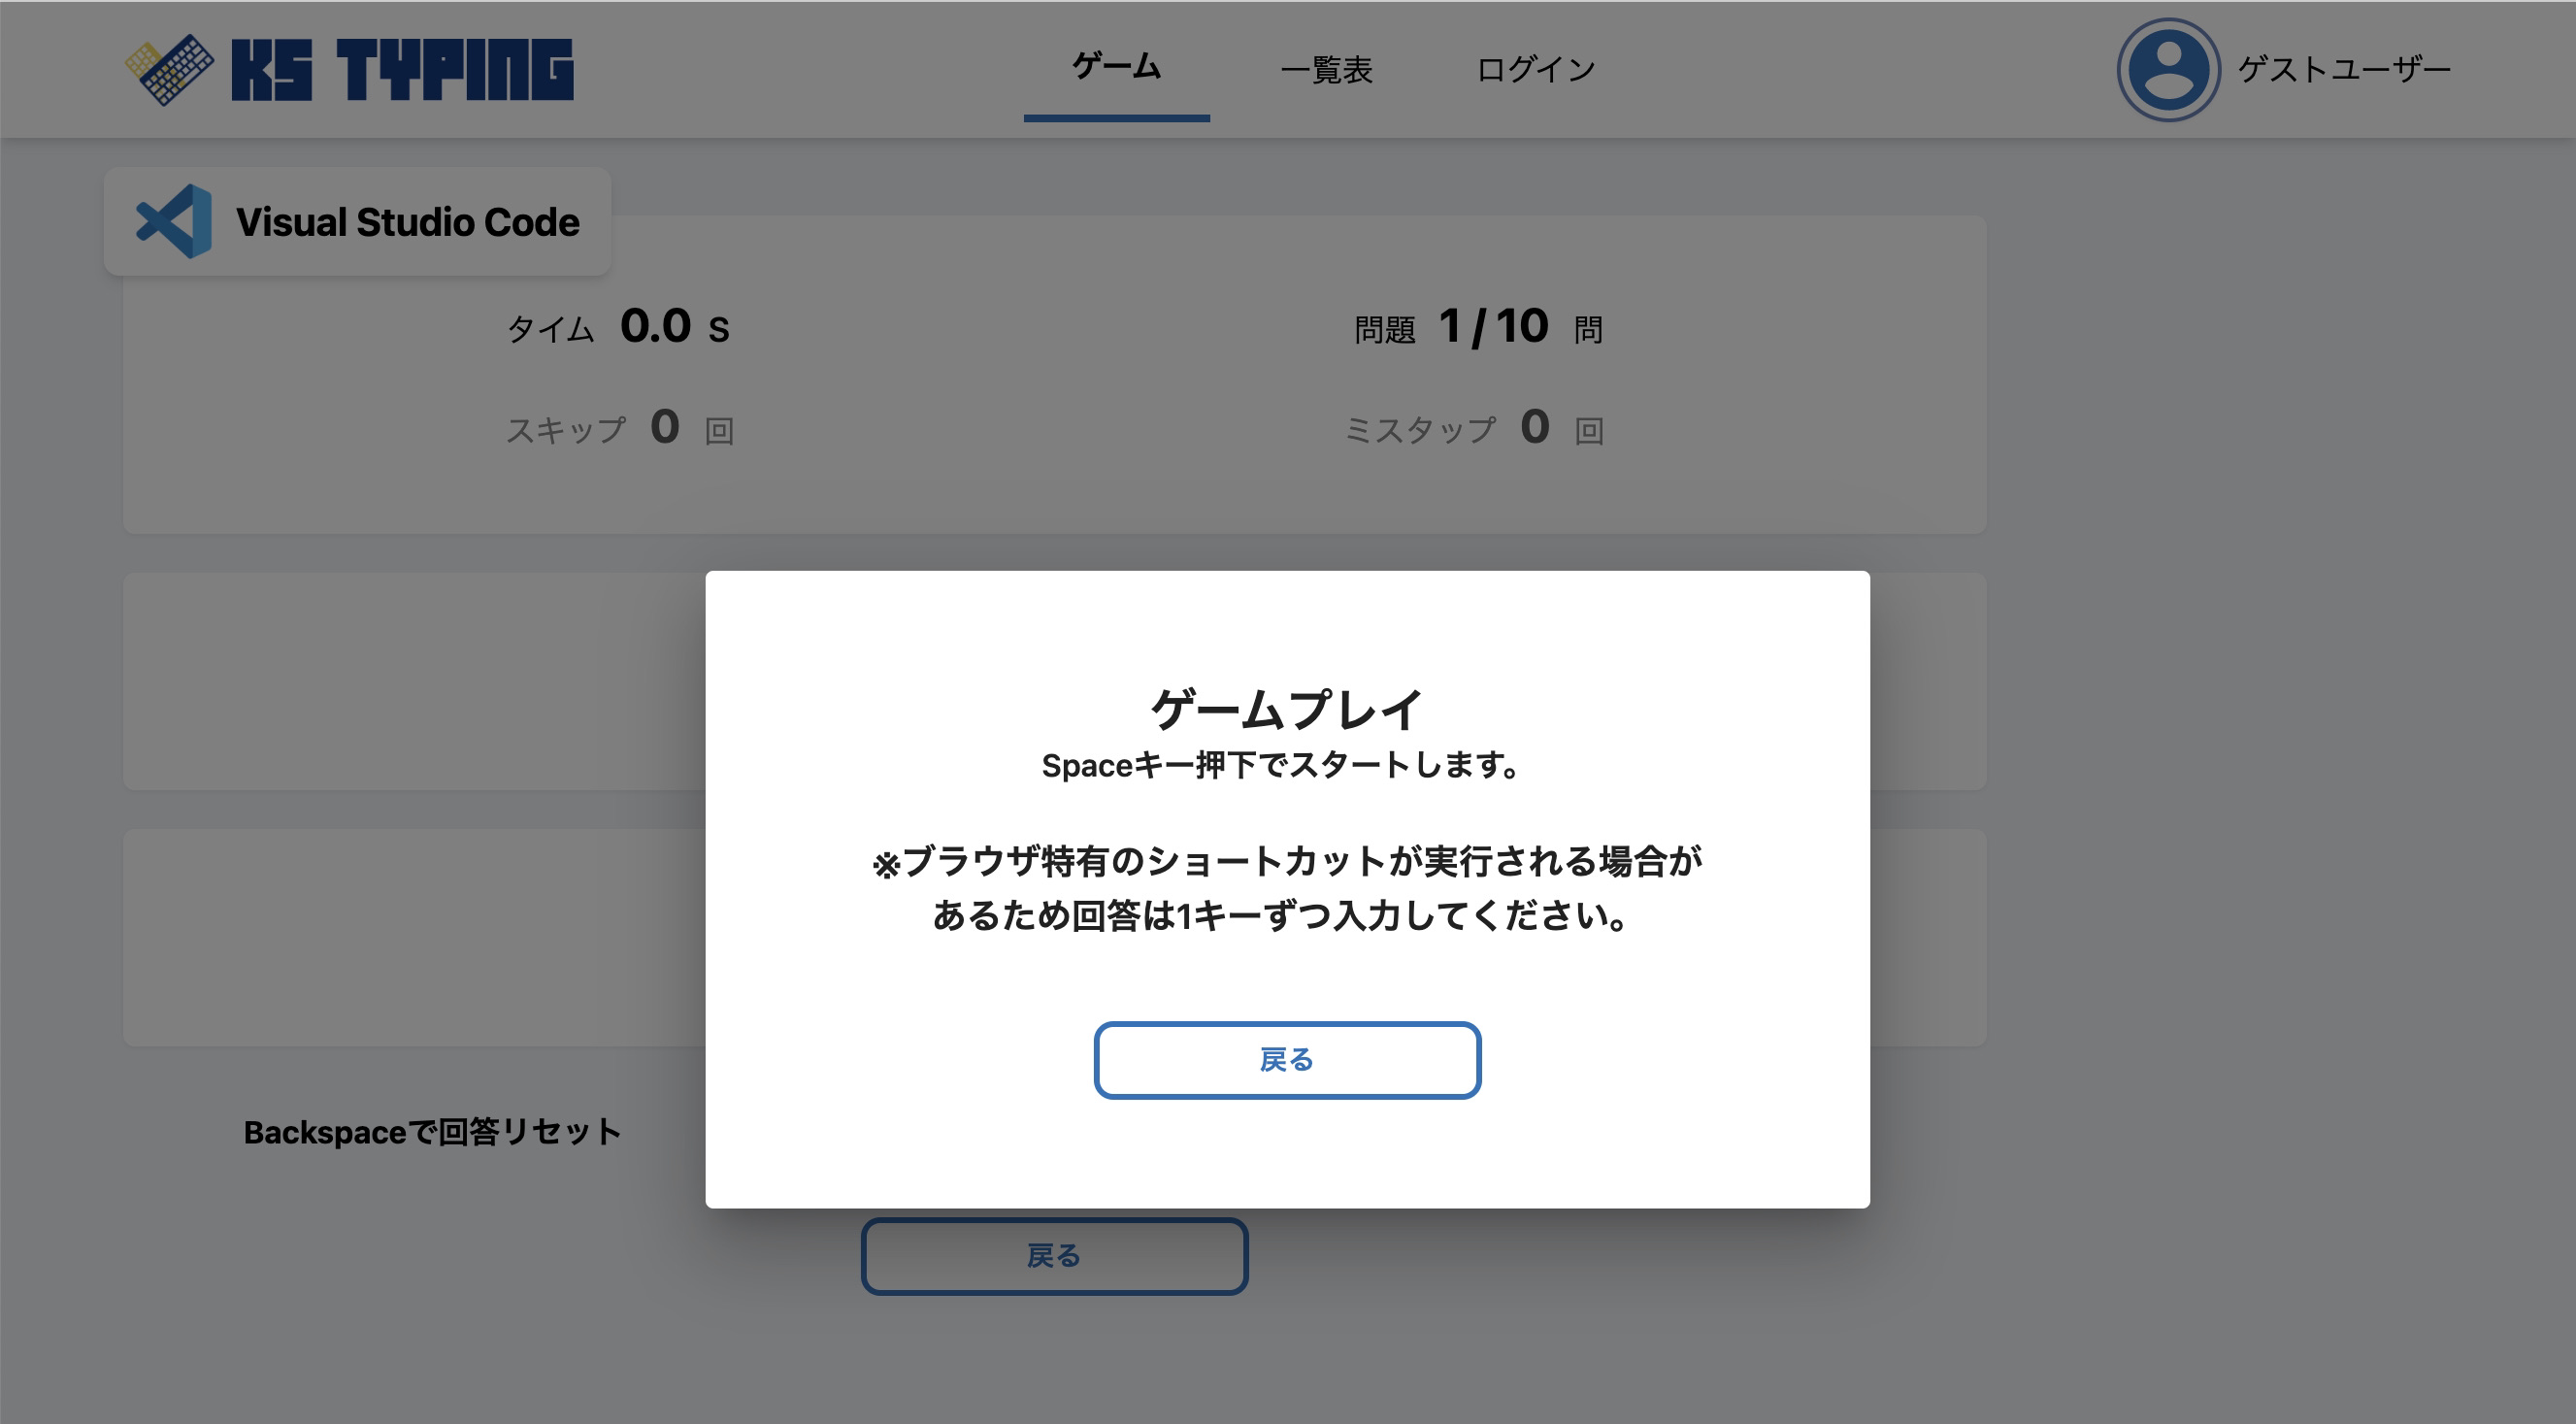 KS TYPING
ゲーム 一覧表 ログイン
ゲストユーザー
Visual Studio Code
タイム 0.0 S
問題 1 / 10 問
スキップ 0 回
ミスタップ 0 回
ゲームプレイ
Spaceキー押下でスタートします。
※ブラウザ特有のショートカットが実行される場合が
あるため回答は1キーずつ入力してください。
戻る
Backspaceで回答リセット
戻る